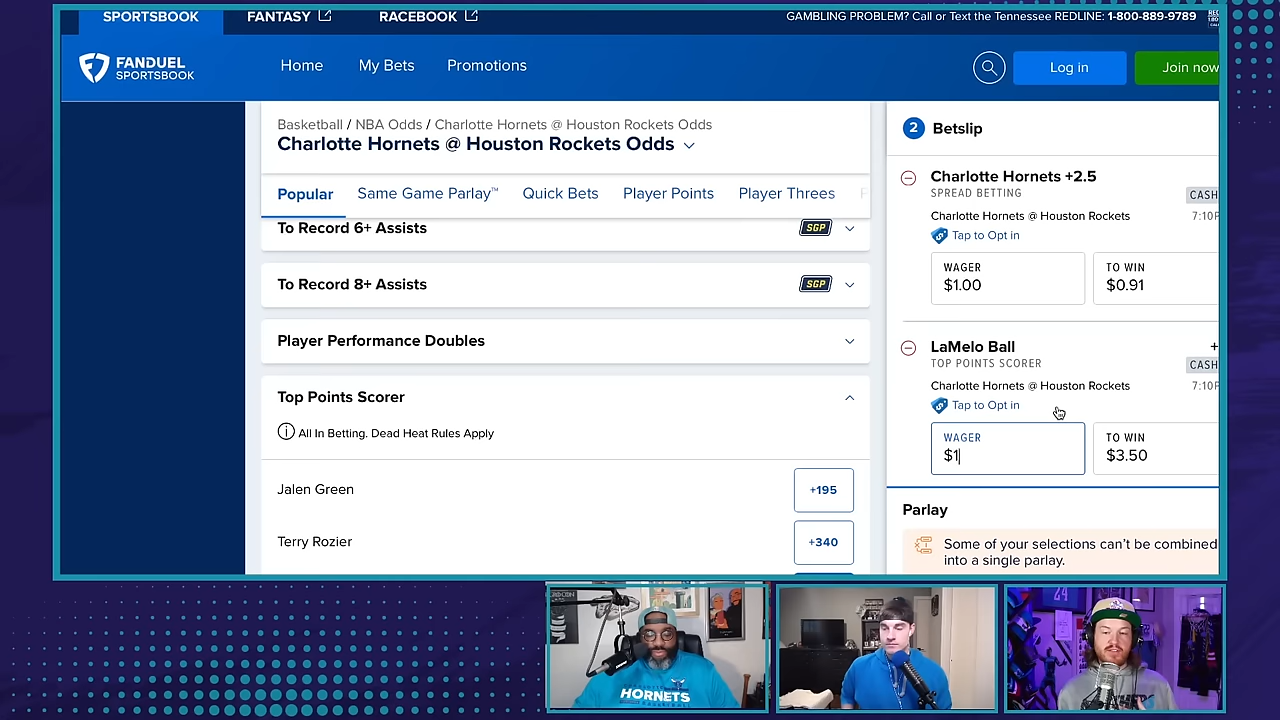 SPORTSBOOK
FANTASY
RACEBOOK
GAMBLING PROBLEM? Call or Text the Tennessee REDLINE: 1-800-889-9789
FANDUEL
SPORTSBOOK
Home
My Bets
Promotions
Log in
Join now
Basketball / NBA Odds / Charlotte Hornets @ Houston Rockets Odds
Charlotte Hornets @ Houston Rockets Odds
Popular
Same Game Parlay™
Quick Bets
Player Points
Player Threes
To Record 6+ Assists
SGP
To Record 8+ Assists
SGP
Player Performance Doubles
Top Points Scorer
All In Betting. Dead Heat Rules Apply
Jalen Green
+195
Terry Rozier
+340
2 Betslip
Charlotte Hornets +2.5
SPREAD BETTING
CASH
Charlotte Hornets @ Houston Rockets
7:10P
Tap to Opt in
WAGER
$1.00
TO WIN
$0.91
LaMelo Ball
+
TOP POINTS SCORER
CASH
Charlotte Hornets @ Houston Rockets
7:10P
Tap to Opt in
WAGER
$1
TO WIN
$3.50
Parlay
Some of your selections can't be combined
into a single parlay.
HORNETS
24